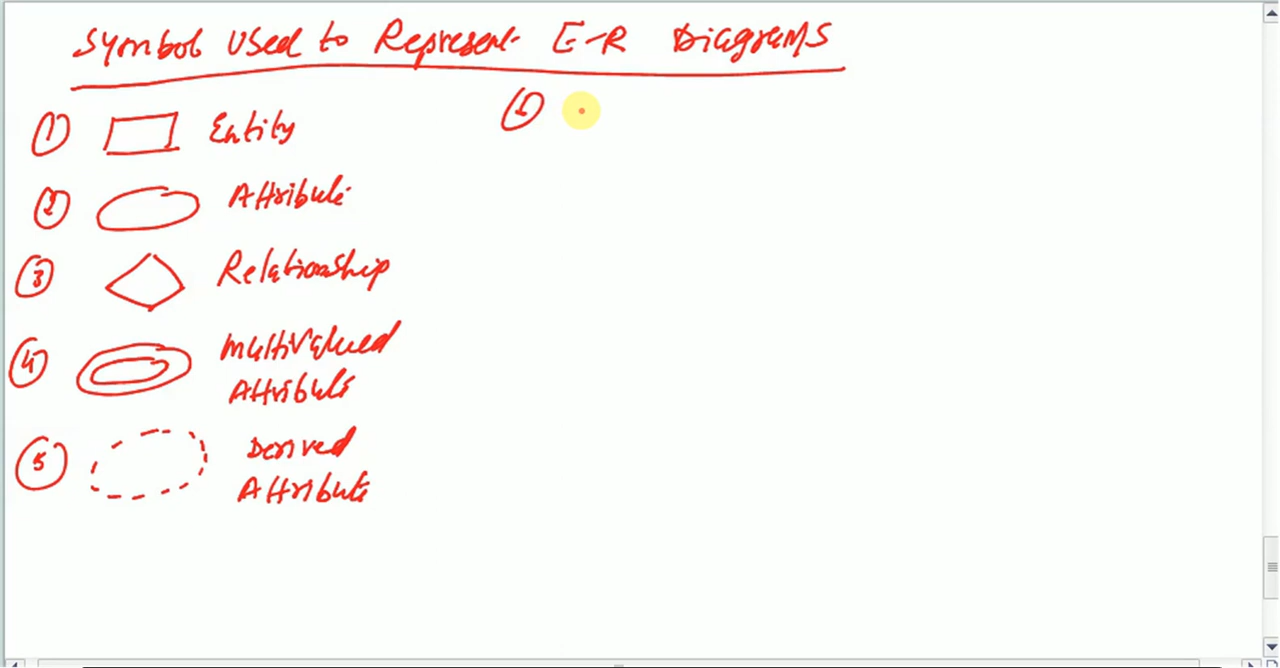 Symbol Used to Represent E-R Diagrams
① Entity
② Attribute
③ Relationship
④ Multivalued
Attribute
⑤ Derived
Attribute
⑥